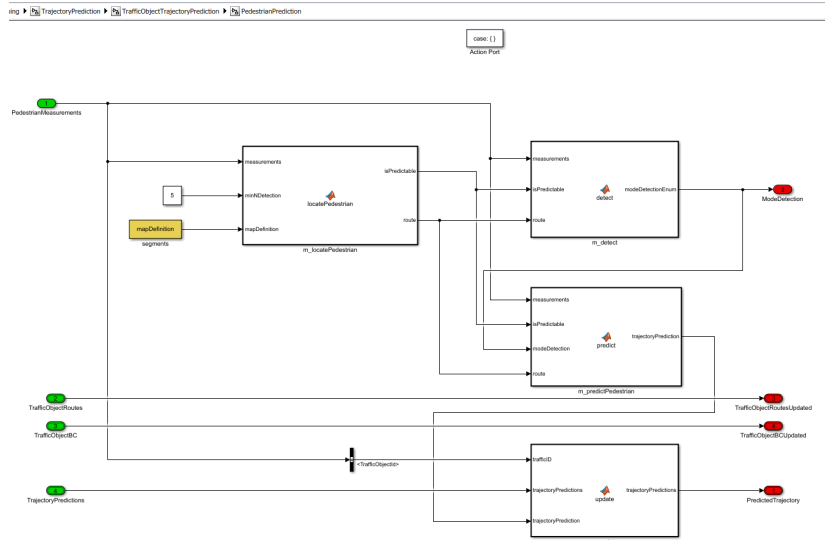 ing TrajectoryPrediction TrafficObjectTrajectoryPrediction PedestrianPrediction
case: { }
Action Port
1
PedestrianMeasurements
measurements
isPredictable
5
minNDetection
locatePedestrian
mapDefinition
segments
mapDefinition
route
m_locatePedestrian
measurements
isPredictable
detect
modeDetectionEnum
ModeDetection
route
m_detect
measurements
isPredictable
trajectoryPrediction
modeDetection
predict
route
m_predictPedestrian
2
TrafficObjectRoutes
TrafficObjectRoutesUpdated
3
TrafficObjectBC
TrafficObjectBCUpdated
<TrafficObjectId>
trafficID
TrajectoryPredictions
trajectoryPredictions
update
trajectoryPredictions
PredictedTrajectory
trajectoryPrediction